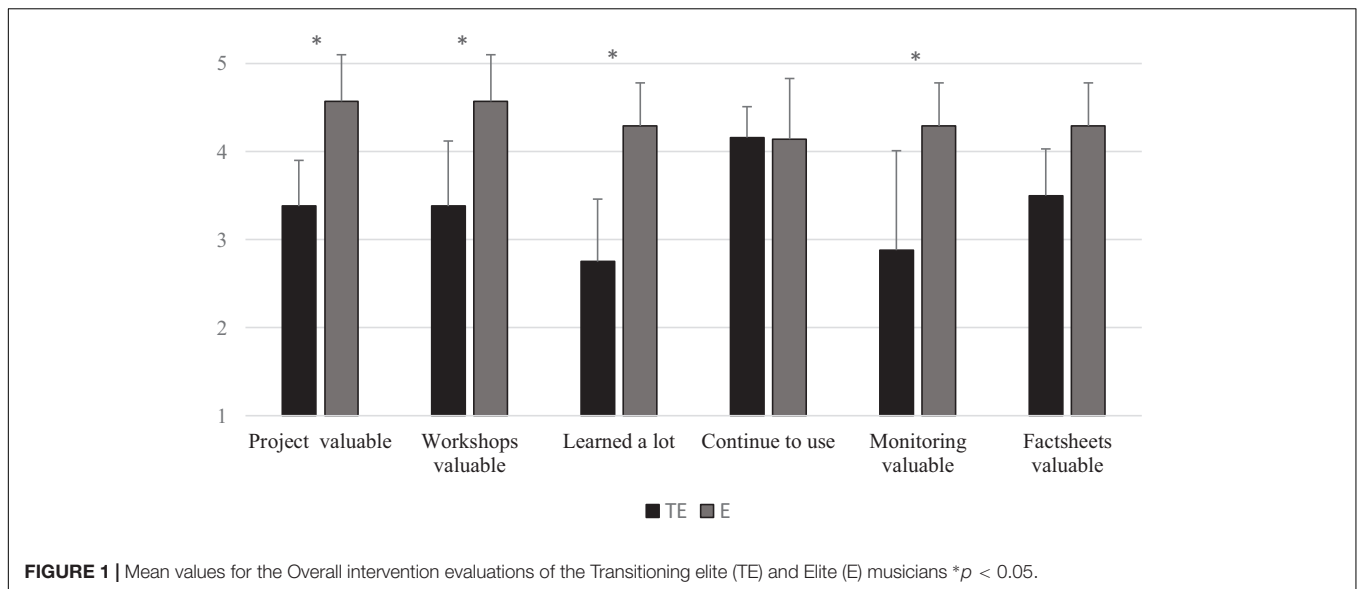 * * * *
5
4
3
2
1
Project valuable Workshops valuable Learned a lot Continue to use Monitoring valuable Factsheets valuable
TE E
FIGURE 1 | Mean values for the Overall intervention evaluations of the Transitioning elite (TE) and Elite (E) musicians *p < 0.05.